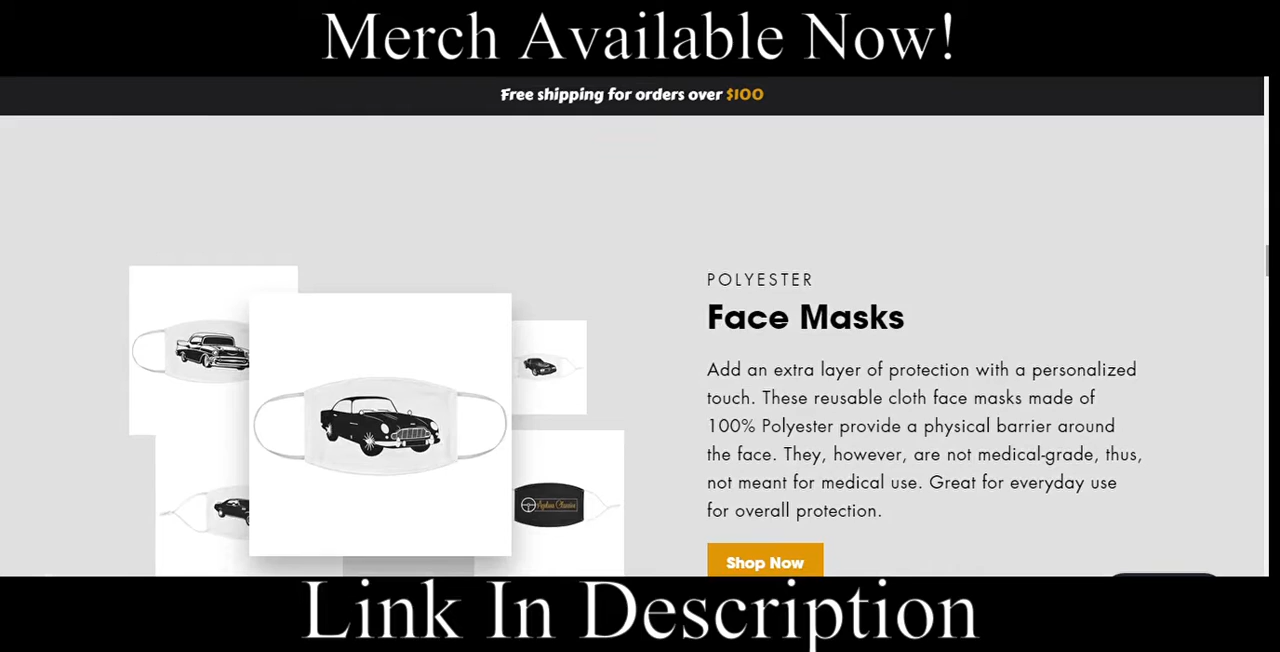 Merch Available Now!
Free shipping for orders over $100
POLYESTER
Face Masks
Add an extra layer of protection with a personalized
touch. These reusable cloth face masks made of
100% Polyester provide a physical barrier around
the face. They, however, are not medical-grade, thus,
not meant for medical use. Great for everyday use
for overall protection.
Shop Now
Link In Description